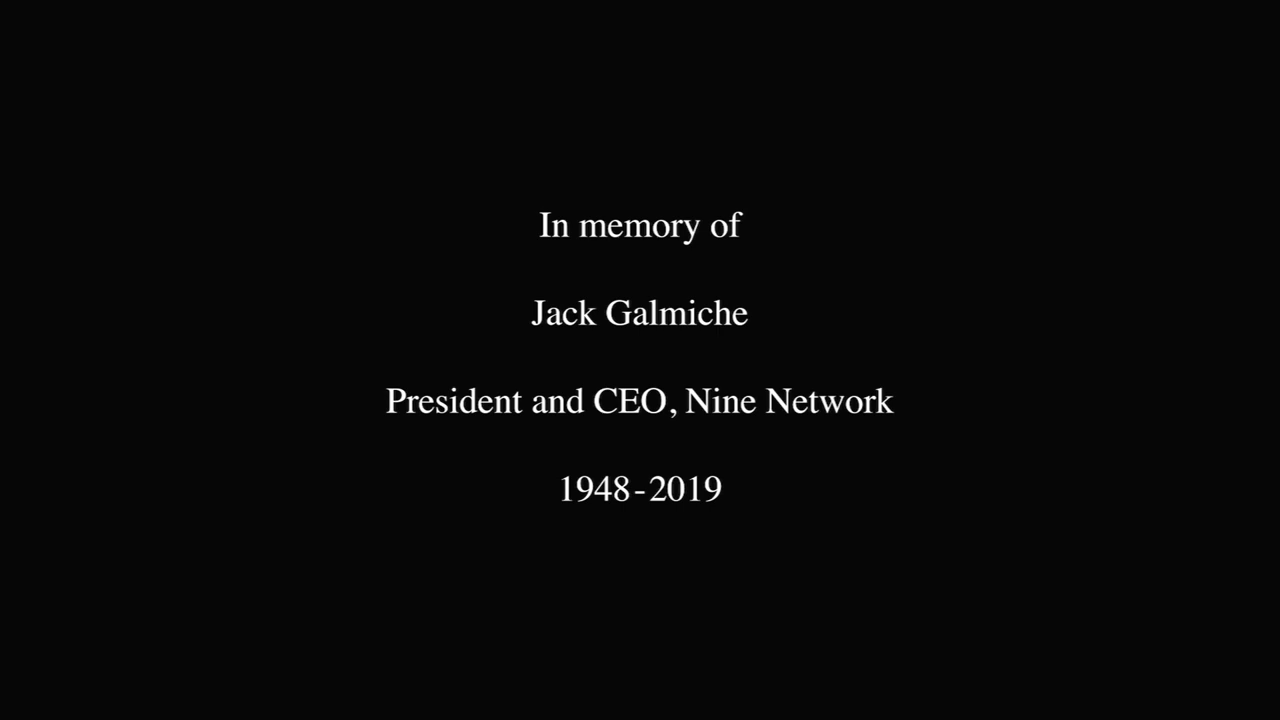 In memory of
Jack Galmiche
President and CEO, Nine Network
1948-2019